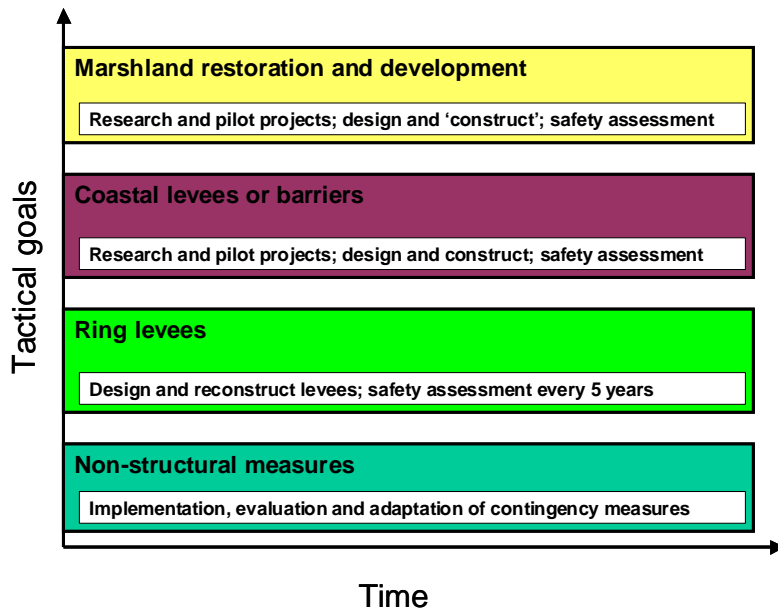 Marshland restoration and development
Research and pilot projects; design and ‘construct’; safety assessment
Coastal levees or barriers
Research and pilot projects; design and construct; safety assessment
Ring levees
Design and reconstruct levees; safety assessment every 5 years
Non-structural measures
Implementation, evaluation and adaptation of contingency measures
Tactical goals
Time